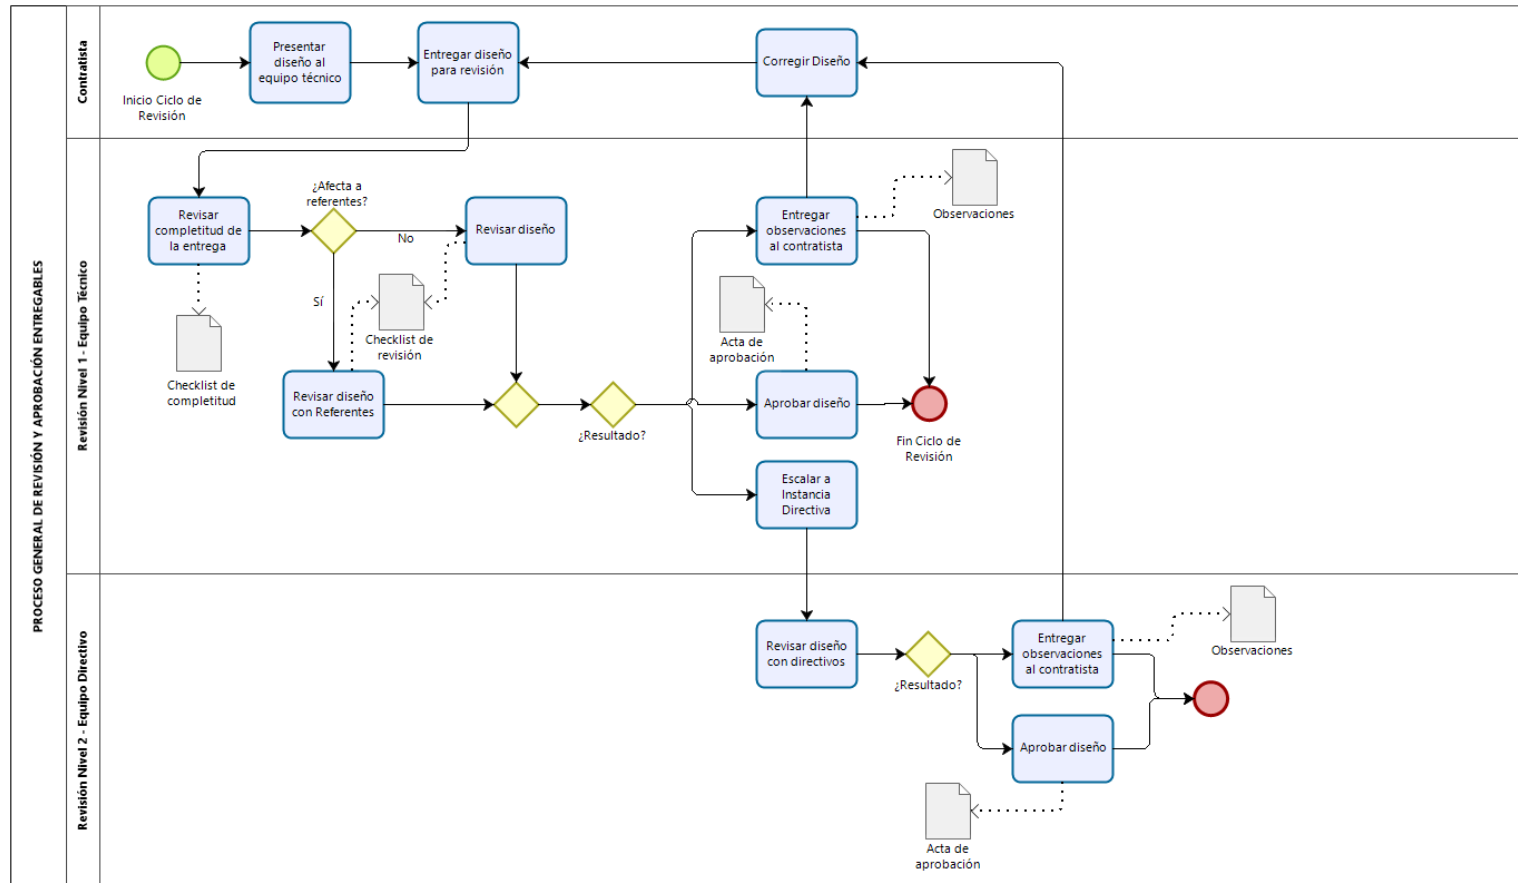 PROCESO GENERAL DE REVISIÓN Y APROBACIÓN ENTREGABLES
Contratista
Inicio Ciclo de
Revisión
Presentar
diseño al
equipo técnico
Entregar diseño
para revisión
Corregir Diseño
Revisión Nivel 1 - Equipo Técnico
Revisar
completitud de
la entrega
Checklist de
completitud
¿Afecta a
referentes?
No
Sí
Revisar diseño
Checklist de
revisión
Revisar diseño
con Referentes
¿Resultado?
Entregar
observaciones
al contratista
Observaciones
Acta de
aprobación
Aprobar diseño
Fin Ciclo de
Revisión
Escalar a
Instancia
Directiva
Revisión Nivel 2 - Equipo Directivo
Revisar diseño
con directivos
¿Resultado?
Entregar
observaciones
al contratista
Observaciones
Aprobar diseño
Acta de
aprobación